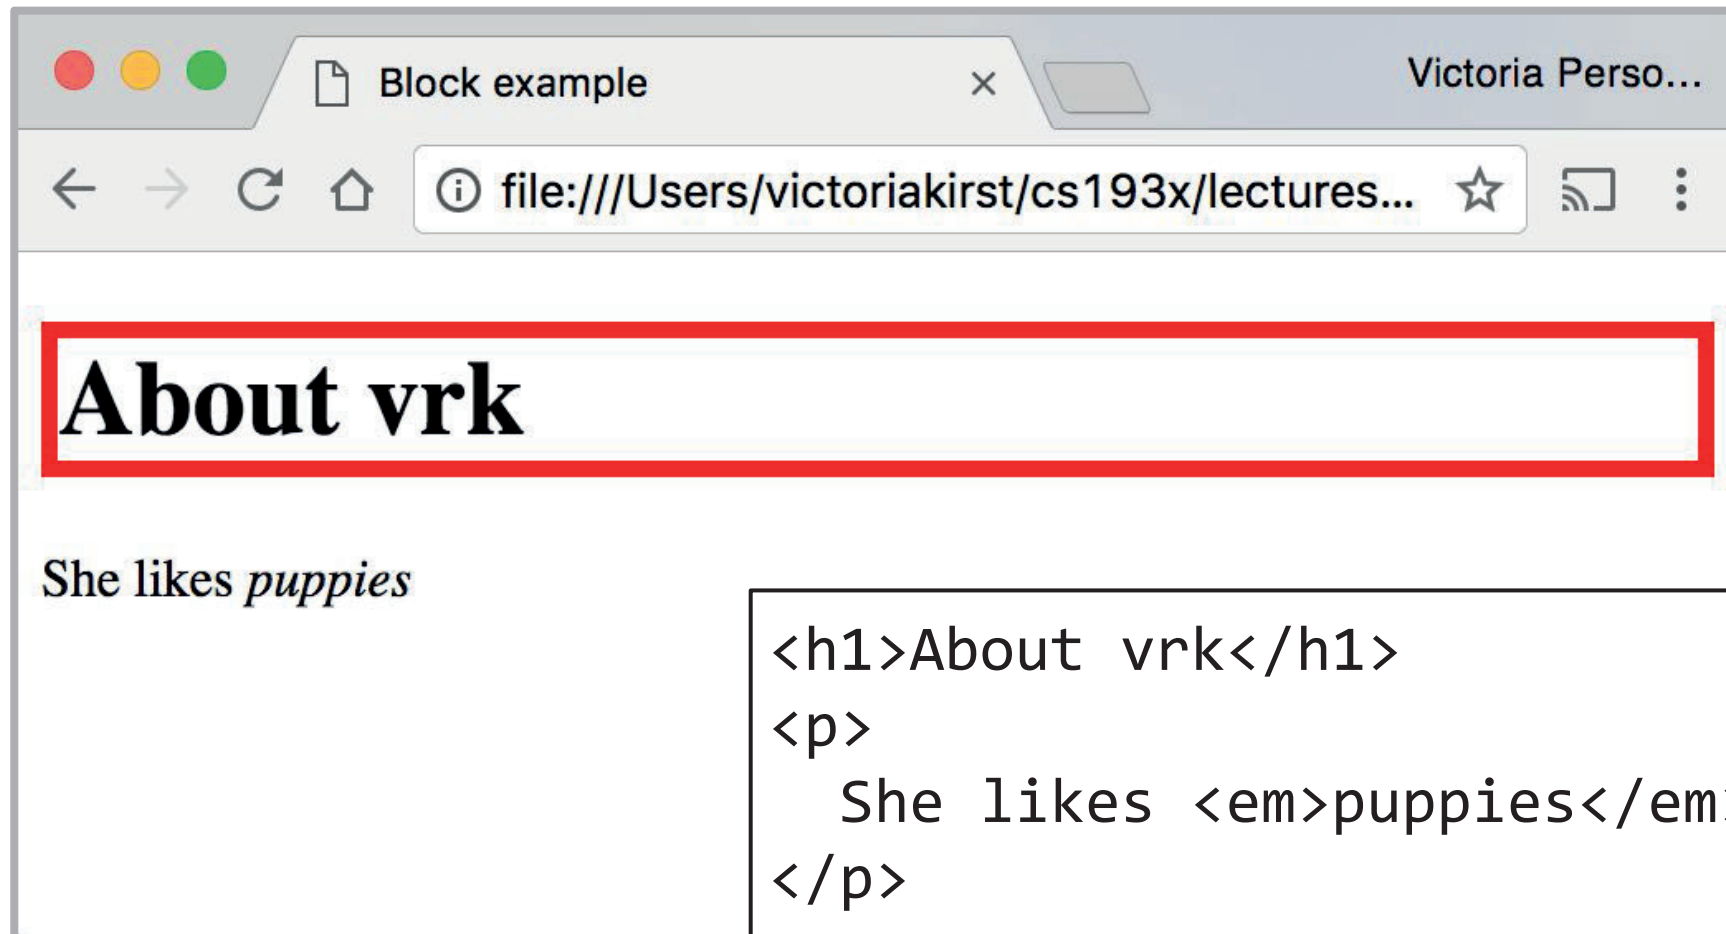 Block example
Victoria Perso...
file:///Users/victoriakirst/cs193x/lectures...
About vrk
She likes puppies
<h1>About vrk</h1>
<p>
She likes <em>puppies</em>
</p>